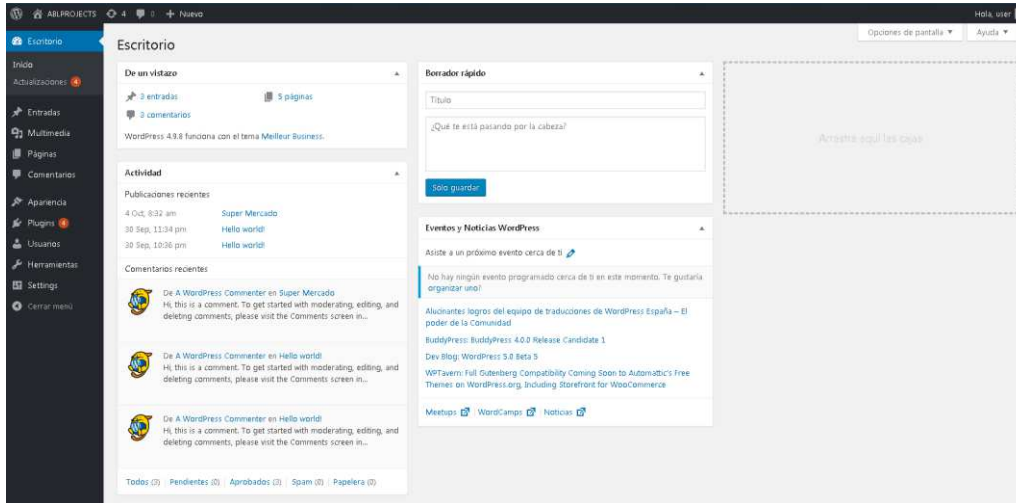 ABLPROJECTS 4 0 + Nuevo Hola, user
Opciones de pantalla ▼ Ayuda ▼
Escritorio
Inicio
Actualizaciones 4
Entradas
Multimedia
Páginas
Comentarios
Apariencia
Plugins 4
Usuarios
Herramientas
Settings
Cerrar menú
Escritorio
De un vistazo
3 entradas 5 páginas
3 comentarios
WordPress 4.9.8 funciona con el tema Meilleur Business.
Actividad
Publicaciones recientes
4 Oct, 8:32 am Super Mercado
30 Sep, 11:34 pm Hello world!
30 Sep, 10:36 pm Hello world!
Comentarios recientes
De A WordPress Commenter en Super Mercado
Hi, this is a comment. To get started with moderating, editing, and
deleting comments, please visit the Comments screen in...
De A WordPress Commenter en Hello world!
Hi, this is a comment. To get started with moderating, editing, and
deleting comments, please visit the Comments screen in...
De A WordPress Commenter en Hello world!
Hi, this is a comment. To get started with moderating, editing, and
deleting comments, please visit the Comments screen in...
Todos (3) | Pendientes (0) | Aprobados (3) | Spam (0) | Papelera (0)
Borrador rápido
Título
¿Qué te está pasando por la cabeza?
Sólo guardar
Eventos y Noticias WordPress
Asiste a un próximo evento cerca de ti
No hay ningún evento programado cerca de ti en este momento. Te gustaría
organizar uno?
Alucinantes logros del equipo de traducciones de WordPress España – El
poder de la Comunidad
BuddyPress: BuddyPress 4.0.0 Release Candidate 1
Dev Blog: WordPress 5.0 Beta 5
WPTavern: Full Gutenberg Compatibility Coming Soon to Automattic's Free
Themes on WordPress.org, Including Storefront for WooCommerce
Meetups | WordCamps | Noticias
Arrastra aquí las cajas